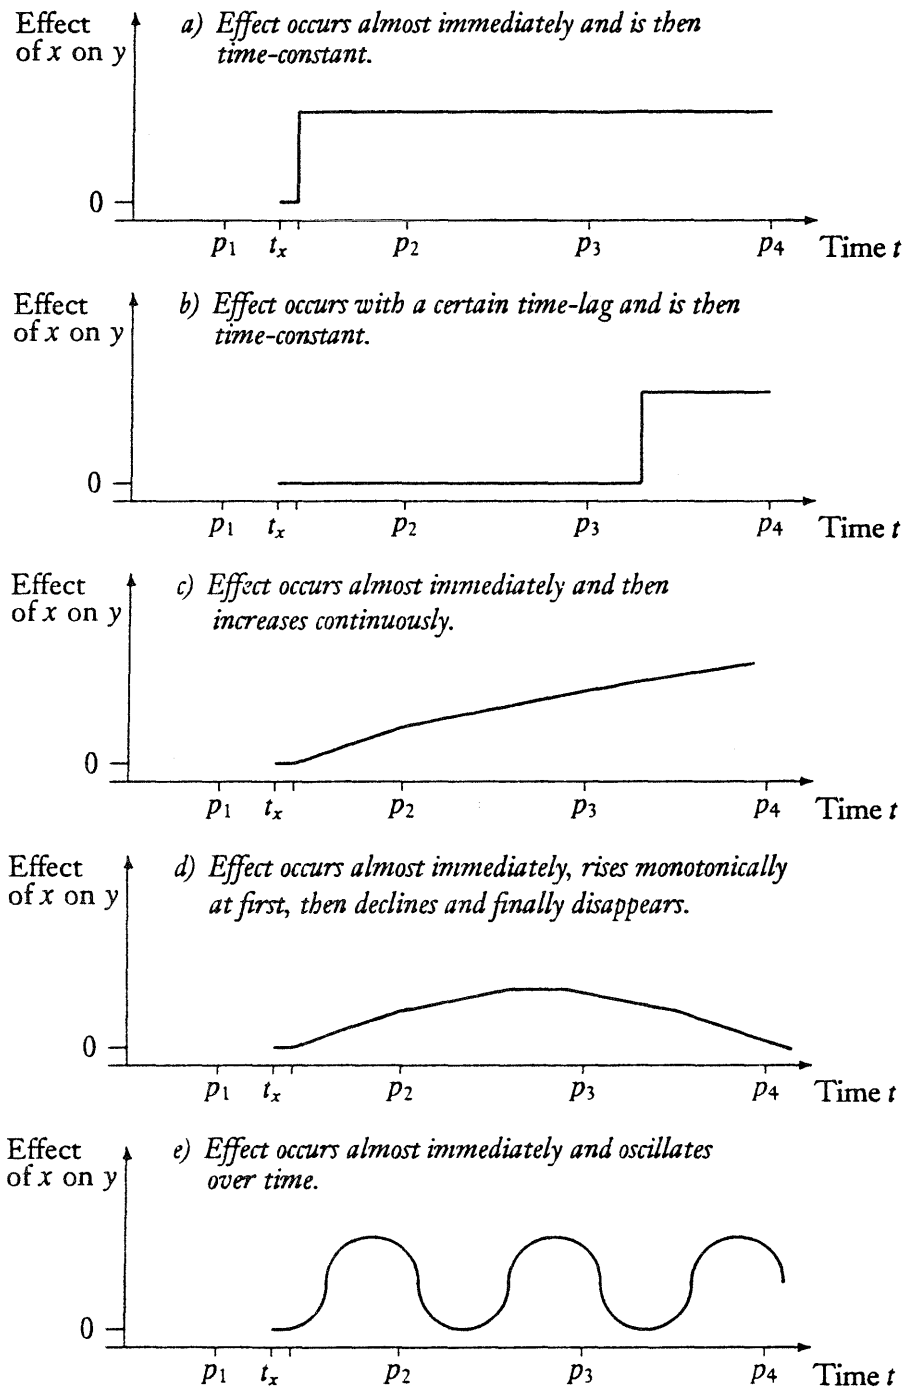 Effect
of x on y
a) Effect occurs almost immediately and is then
time-constant.
0
p1 tx p2 p3 p4 Time t
Effect
of x on y
b) Effect occurs with a certain time-lag and is then
time-constant.
0
p1 tx p2 p3 p4 Time t
Effect
of x on y
c) Effect occurs almost immediately and then
increases continuously.
0
p1 tx p2 p3 p4 Time t
Effect
of x on y
d) Effect occurs almost immediately, rises monotonically
at first, then declines and finally disappears.
0
p1 tx p2 p3 p4 Time t
Effect
of x on y
e) Effect occurs almost immediately and oscillates
over time.
0
p1 tx p2 p3 p4 Time t